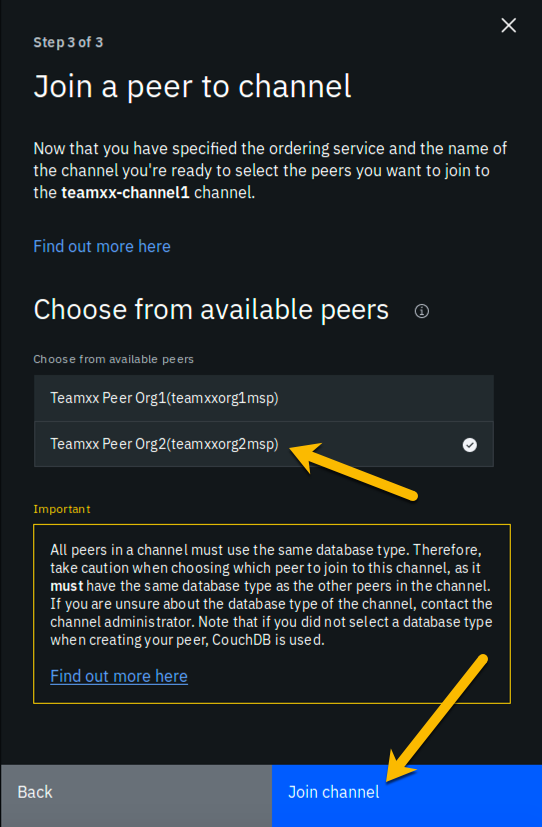 Step 3 of 3
Join a peer to channel
Now that you have specified the ordering service and the name of
the channel you're ready to select the peers you want to join to
the teamxx-channel1 channel.
Find out more here
Choose from available peers
Choose from available peers
Teamxx Peer Org1(teamxxorg1msp)
Teamxx Peer Org2(teamxxorg2msp)
Important
All peers in a channel must use the same database type. Therefore,
take caution when choosing which peer to join to this channel, as it
must have the same database type as the other peers in the channel.
If you are unsure about the database type of the channel, contact the
channel administrator. Note that if you did not select a database type
when creating your peer, CouchDB is used.
Find out more here
Back
Join channel